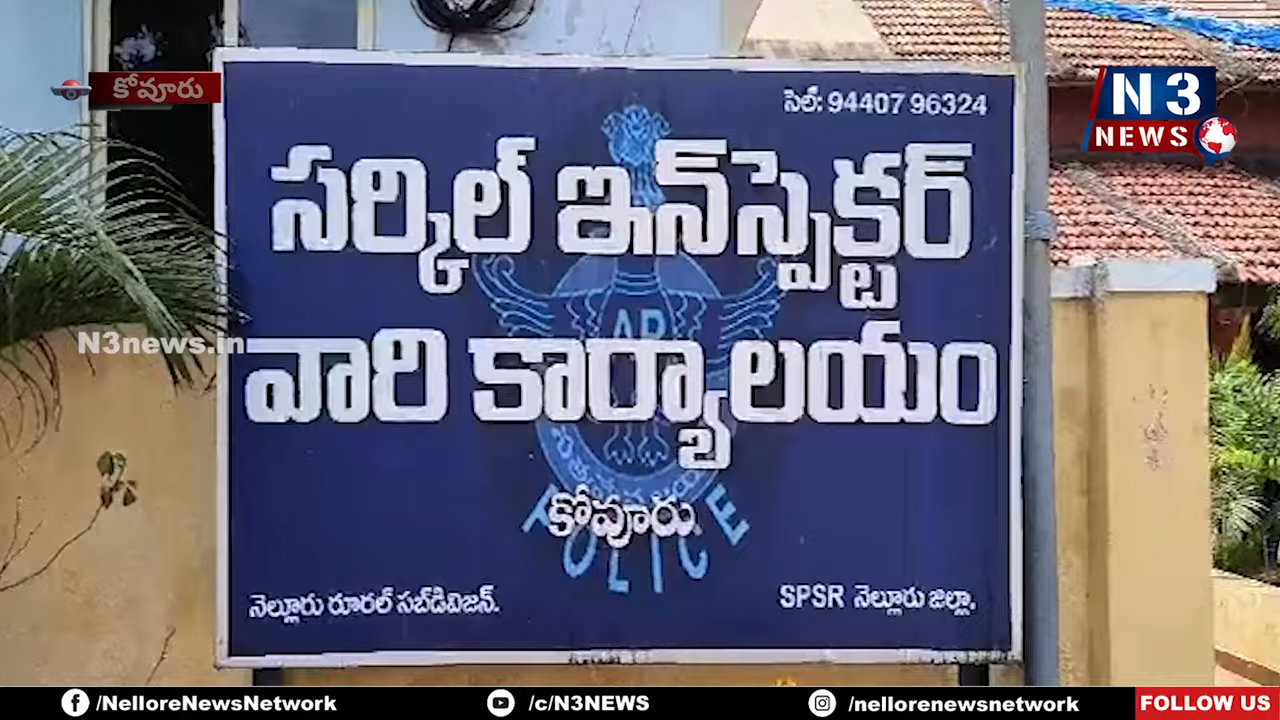 కోవూరు
సెల్: 94407 96324
N3
NEWS
సర్కిల్ ఇన్‌స్పెక్టర్
వారి కార్యాలయం
AP
POLICE
కోవూరు.
N3news.in
నెల్లూరు రూరల్ సబ్‌డివిజన్.
SPSR నెల్లూరు జిల్లా.
/NelloreNewsNetwork
/c/N3NEWS
/nellorenewsnetwork
FOLLOW US